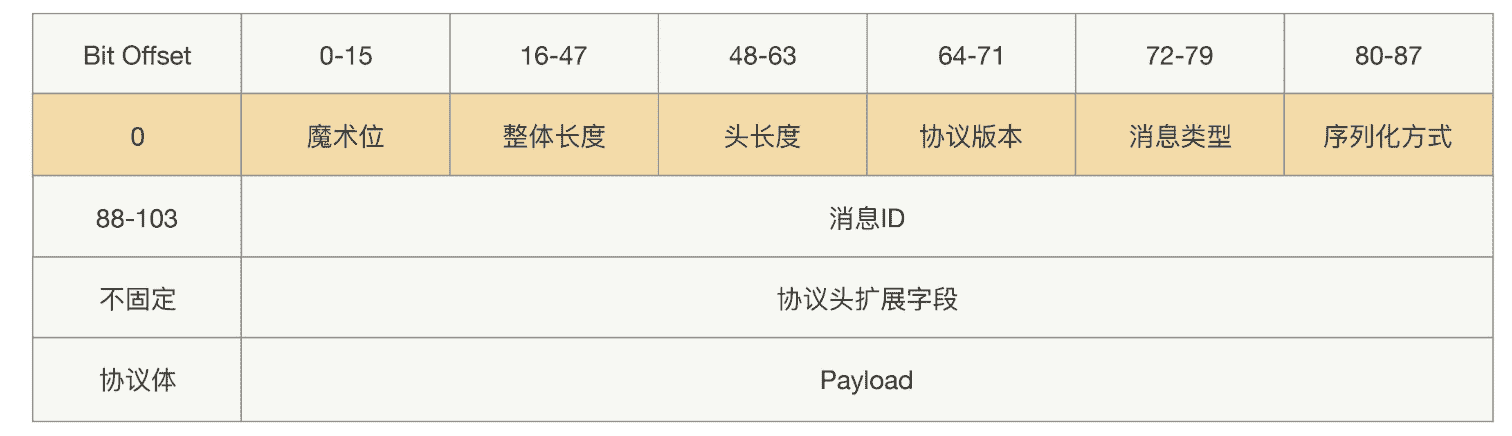 Bit Offset 0-15 16-47 48-63 64-71 72-79 80-87
0 魔术位 整体长度 头长度 协议版本 消息类型 序列化方式
88-103 消息ID
不固定 协议头扩展字段
协议体 Payload